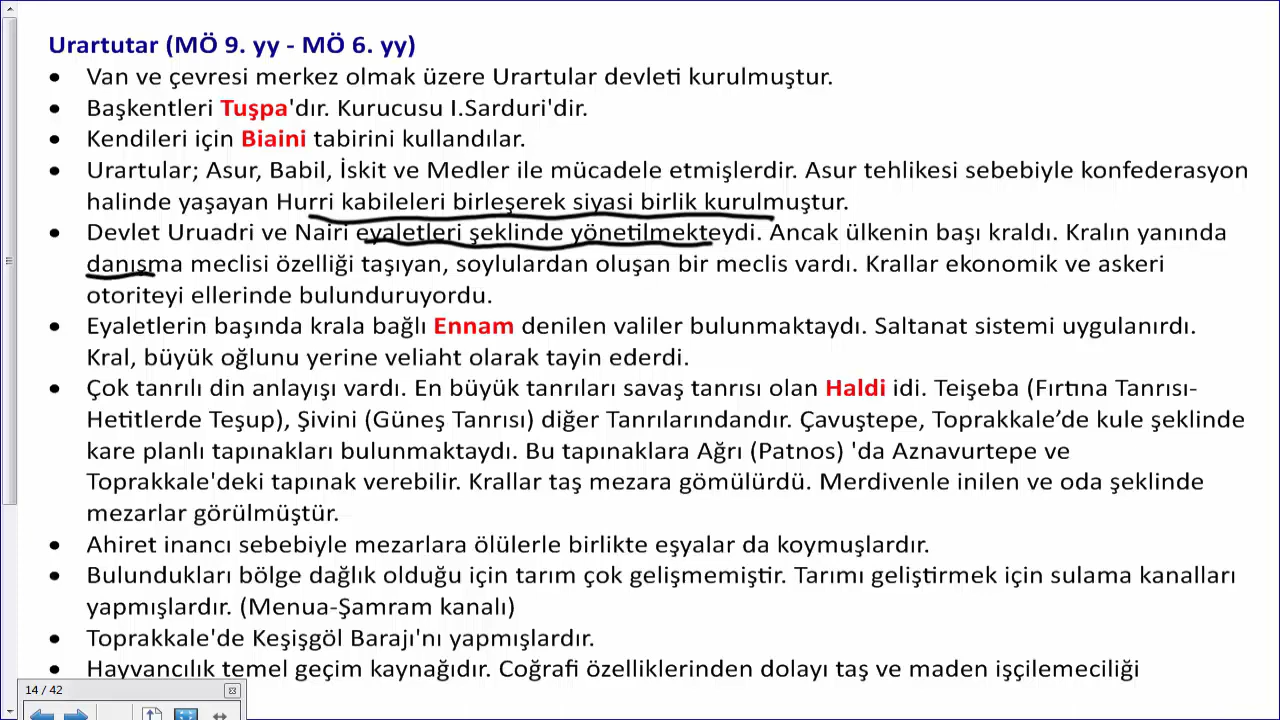 Urartutar (MÖ 9. yy - MÖ 6. yy)
• Van ve çevresi merkez olmak üzere Urartular devleti kurulmuştur.
• Başkentleri Tuşpa'dır. Kurucusu I.Sarduri'dir.
• Kendileri için Biaini tabirini kullandılar.
• Urartular; Asur, Babil, İskit ve Medler ile mücadele etmişlerdir. Asur tehlikesi sebebiyle konfederasyon
halinde yaşayan Hurri kabileleri birleşerek siyasi birlik kurulmuştur.
• Devlet Uruadri ve Nairi eyaletleri şeklinde yönetilmekteydi. Ancak ülkenin başı kraldı. Kralın yanında
danışma meclisi özelliği taşıyan, soylulardan oluşan bir meclis vardı. Krallar ekonomik ve askeri
otoriteyi ellerinde bulunduruyordu.
• Eyaletlerin başında krala bağlı Ennam denilen valiler bulunmaktaydı. Saltanat sistemi uygulanırdı.
Kral, büyük oğlunu yerine veliaht olarak tayin ederdi.
• Çok tanrılı din anlayışı vardı. En büyük tanrıları savaş tanrısı olan Haldi idi. Teişeba (Fırtına Tanrısı-
Hetitlerde Teşup), Şivini (Güneş Tanrısı) diğer Tanrılarındandır. Çavuştepe, Toprakkale’de kule şeklinde
kare planlı tapınakları bulunmaktaydı. Bu tapınaklara Ağrı (Patnos) 'da Aznavurtepe ve
Toprakkale'deki tapınak verebilir. Krallar taş mezara gömülürdü. Merdivenle inilen ve oda şeklinde
mezarlar görülmüştür.
• Ahiret inancı sebebiyle mezarlara ölülerle birlikte eşyalar da koymuşlardır.
• Bulundukları bölge dağlık olduğu için tarım çok gelişmemiştir. Tarımı geliştirmek için sulama kanalları
yapmışlardır. (Menua-Şamram kanalı)
• Toprakkale'de Keşişgöl Barajı'nı yapmışlardır.
• Hayvancılık temel geçim kaynağıdır. Coğrafi özelliklerinden dolayı taş ve maden işçilemeciliği
14 / 42